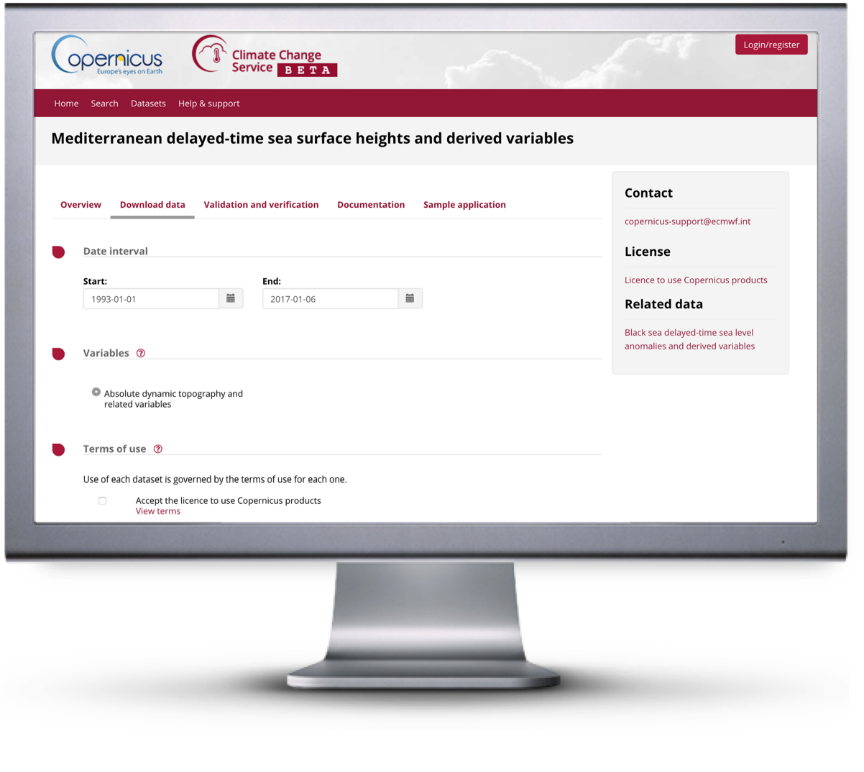 Copernicus
Europe's eyes on Earth
Climate Change
Service BETA
Login/register
Home Search Datasets Help & support
Mediterranean delayed-time sea surface heights and derived variables
Overview Download data Validation and verification Documentation Sample application
Date interval
Start: End:
1993-01-01 2017-01-06
Variables ?
Absolute dynamic topography and
related variables
Terms of use ?
Use of each dataset is governed by the terms of use for each one.
Accept the licence to use Copernicus products
View terms
Contact
copernicus-support@ecmwf.int
License
Licence to use Copernicus products
Related data
Black sea delayed-time sea level
anomalies and derived variables